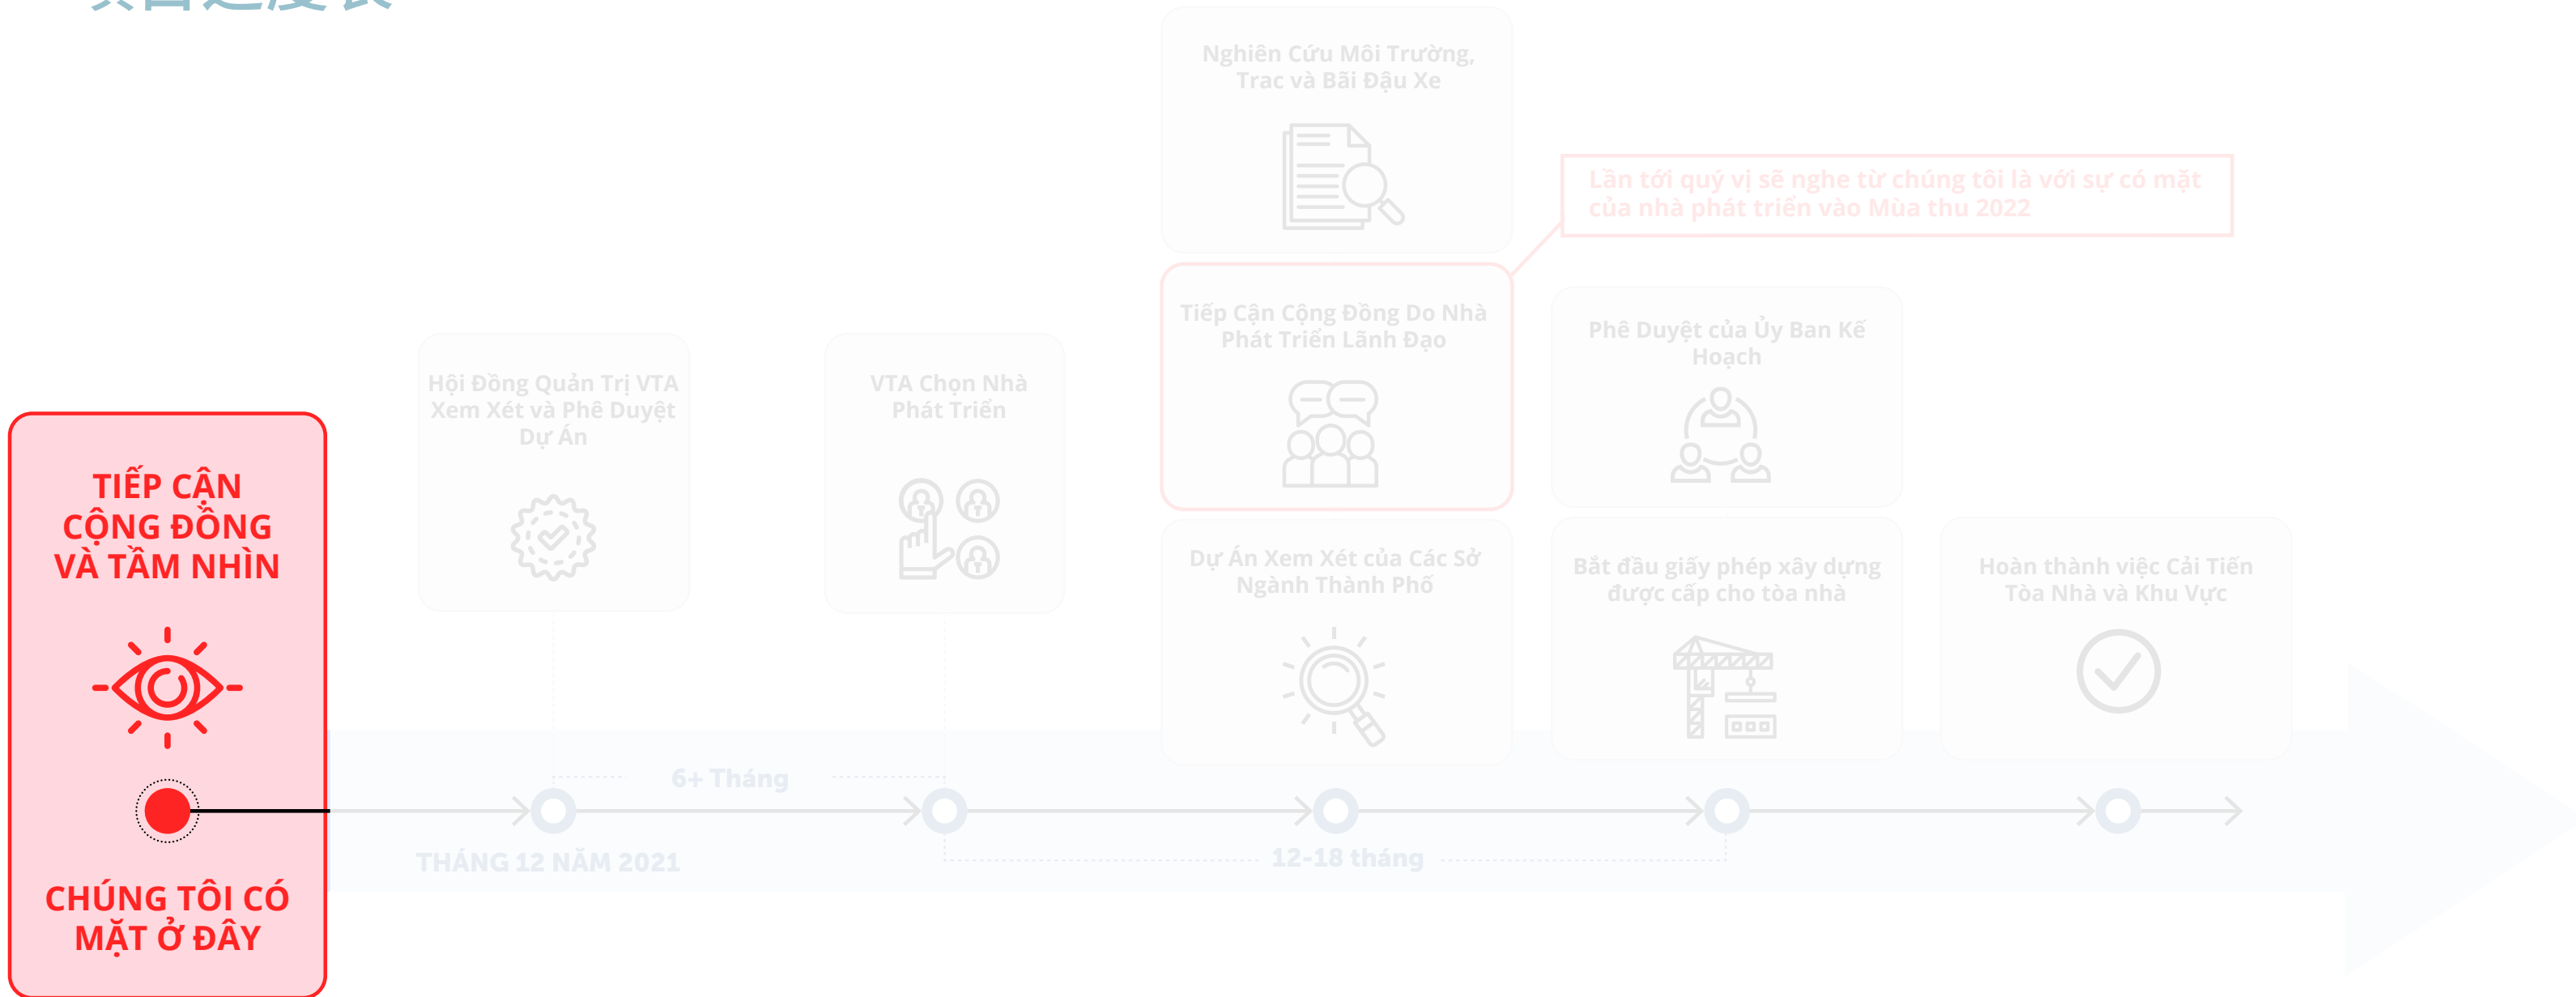 项目进度表
Nghiên Cứu Môi Trường,
Trac và Bãi Đậu Xe
Lần tới quý vị sẽ nghe từ chúng tôi là với sự có mặt
của nhà phát triển vào Mùa thu 2022
Tiếp Cận Cộng Đồng Do Nhà
Phát Triển Lãnh Đạo
Phê Duyệt của Ủy Ban Kế
Hoạch
Hội Đồng Quản Trị VTA
Xem Xét và Phê Duyệt
Dự Án
VTA Chọn Nhà
Phát Triển
TIẾP CẬN
CỘNG ĐỒNG
VÀ TẦM NHÌN
Dự Án Xem Xét của Các Sở
Ngành Thành Phố
Bắt đầu giấy phép xây dựng
được cấp cho tòa nhà
Hoàn thành việc Cải Tiến
Tòa Nhà và Khu Vực
6+ Tháng
THÁNG 12 NĂM 2021
12-18 tháng
CHÚNG TÔI CÓ
MẶT Ở ĐÂY